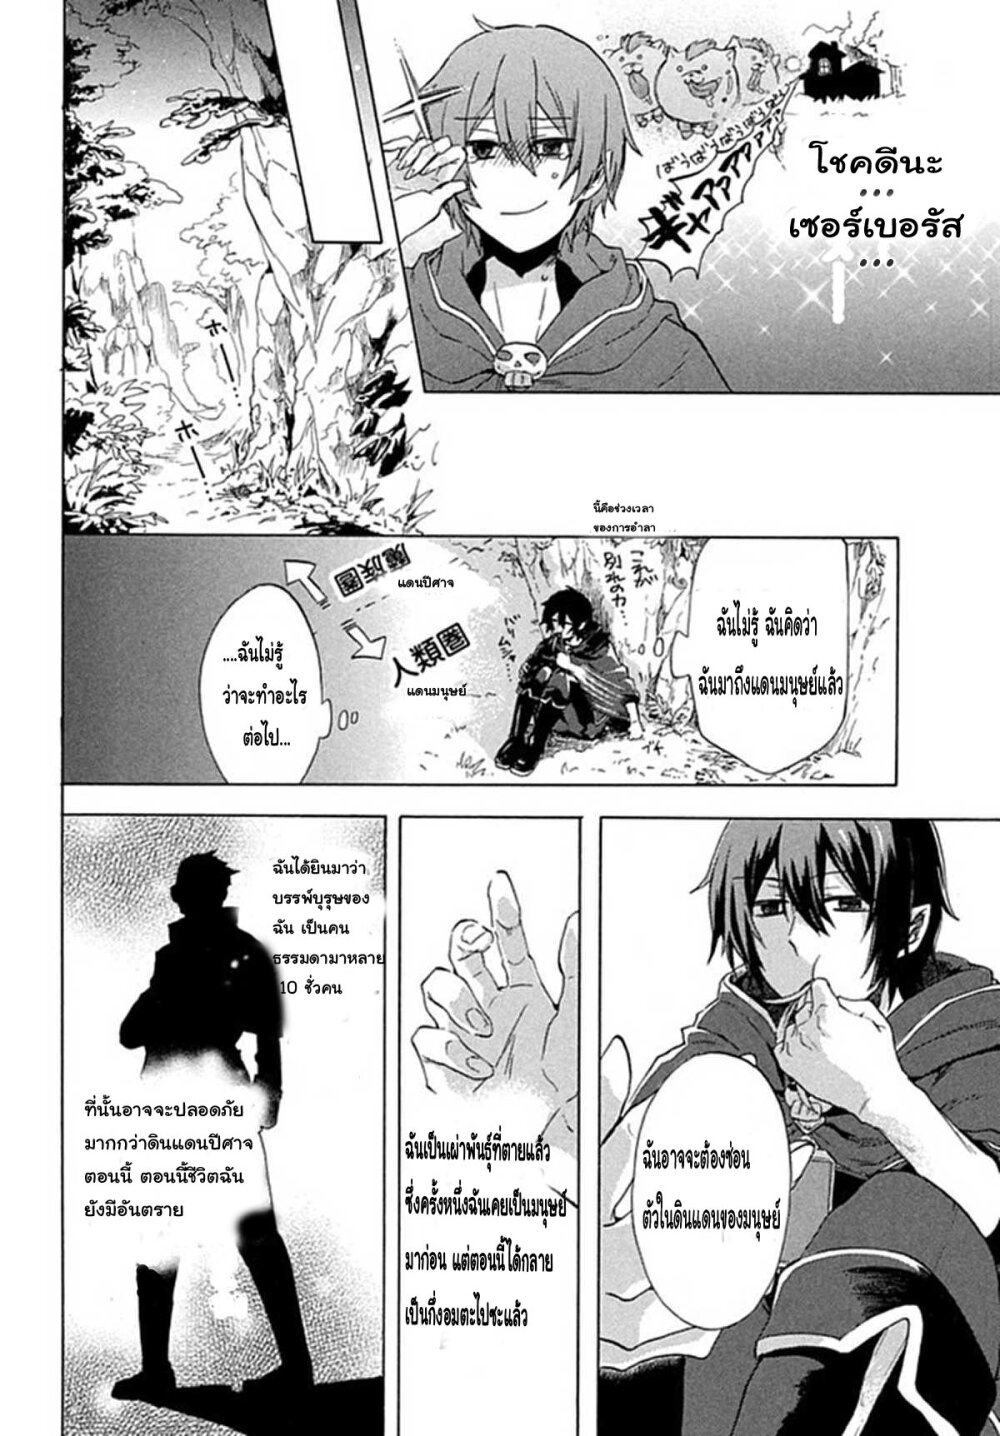 โชคดีนะ
...
เซอร์เบอรัส
...
ばうばうばうばうばう
ギャアァアアァァァ
ホー
ホー
นี้คือช่วงเวลา
ของการอำลา
これが
別れの力…
ฉันไม่รู้ ฉันคิดว่า
ฉันมาถึงแดนมนุษย์แล้ว
魔族圏
แดนปีศาจ
人類圏
แดนมนุษย์
....ฉันไม่รู้
ว่าจะทำอะไร
ต่อไป...
ฉันอาจจะต้องซ่อน
ตัวในดินแดนของมนุษย์
ฉันเป็นเผ่าพันธุ์ที่ตายแล้ว
ซึ่งครั้งหนึ่งฉันเคยเป็นมนุษย์
มาก่อน แต่ตอนนี้ได้กลาย
เป็นกึ่งอมตะไปซะแล้ว
ฉันได้ยินมาว่า
บรรพ์บุรุษของ
ฉัน เป็นคน
ธรรมดามาหลาย
10 ชั่วคน
ที่นั้นอาจจะปลอดภัย
มากกว่าดินแดนปีศาจ
ตอนนี้ ตอนนี้ชีวิตฉัน
ยังมีอันตราย